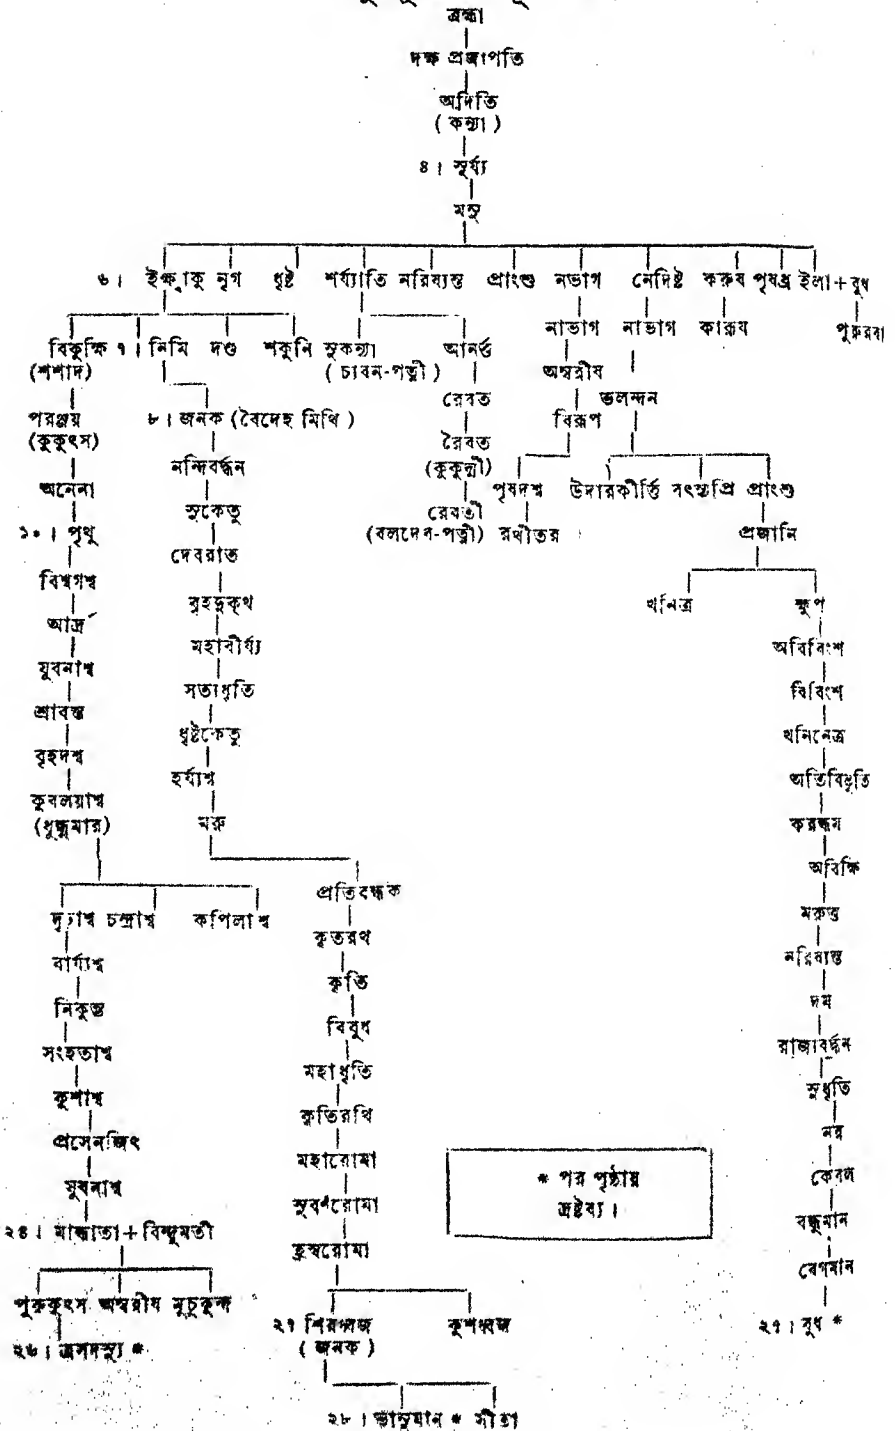 ব্রহ্মা
দক্ষ প্রজাপতি
অদিতি
( কন্যা )
৪। সূর্য্য
মনু
৬। ইক্ষ্বাকু নৃগ ধৃষ্ট শর্য্যাতি নরিষ্যন্ত প্রাংশু নভাগ নেদিষ্ট করুষ পৃষধ্র ইলা + বুধ
নাভাগ নাভাগ কারূষ পুরুরবা
বিকুক্ষি ৭। নিমি দণ্ড শকুনি সুকন্যা আনর্ত্ত
(শশাদ) ( চ্যবন-পত্নী ) অম্বরীষ
রেবত ভলন্দন
পরঞ্জয় ৮। জনক (বৈদেহ মিথি ) বিরূপ
(কুকুৎস) রৈবত
নন্দিবর্দ্ধন (কুকুদ্মী)
অনেনা পৃষদশ্ব উদারকীর্ত্তি বৎসপ্রি প্রাংশু
সুকেতু রেবতী
১০। পৃথু (বলদেব-পত্নী) রথীতর প্রজানি
দেবরাত
বিশ্বগশ্ব
বৃহদ্রুক্থ খনিত্র ক্ষুপ
আর্দ্র
মহাবীর্য্য অবিবিংশ
যুবনাশ্ব
সত্যধৃতি বিবিংশ
শ্রাবস্ত
ধৃষ্টকেতু খনিনেত্র
বৃহদশ্ব
হর্য্যশ্ব অতিবিভূতি
কুবলয়াশ্ব
(ধুন্ধুমার) মরু করন্ধম
অবিক্ষি
প্রতিবন্ধক
দৃঢ়াশ্ব চন্দ্রাশ্ব কপিলাশ্ব মরুত্ত
কৃতরথ
বার্য্যশ্ব নরিষ্যন্ত
কৃতি
নিকুম্ভ দম
বিবুধ
সংহতাশ্ব রাজ্যবর্দ্ধন
মহাধৃতি
কৃশাশ্ব সুধৃতি
কৃতিরথি
প্রসেনজিৎ নর
মহারোমা * পর পৃষ্ঠায়
যুবনাশ্ব কেবল
সুবর্ণরোমা দ্রষ্টব্য।
২৪। মান্ধাতা + বিন্দুমতী বন্ধুমান
হ্রস্বরোমা
বেগমান
পুরুকুৎস অম্বরীষ মুচুকুন্দ
২৭ শিরধ্বজ কুশধ্বজ ২৭। বুধ *
২৬। ত্রসদস্যু * ( জনক )
২৮। ভানুমান * সীতা